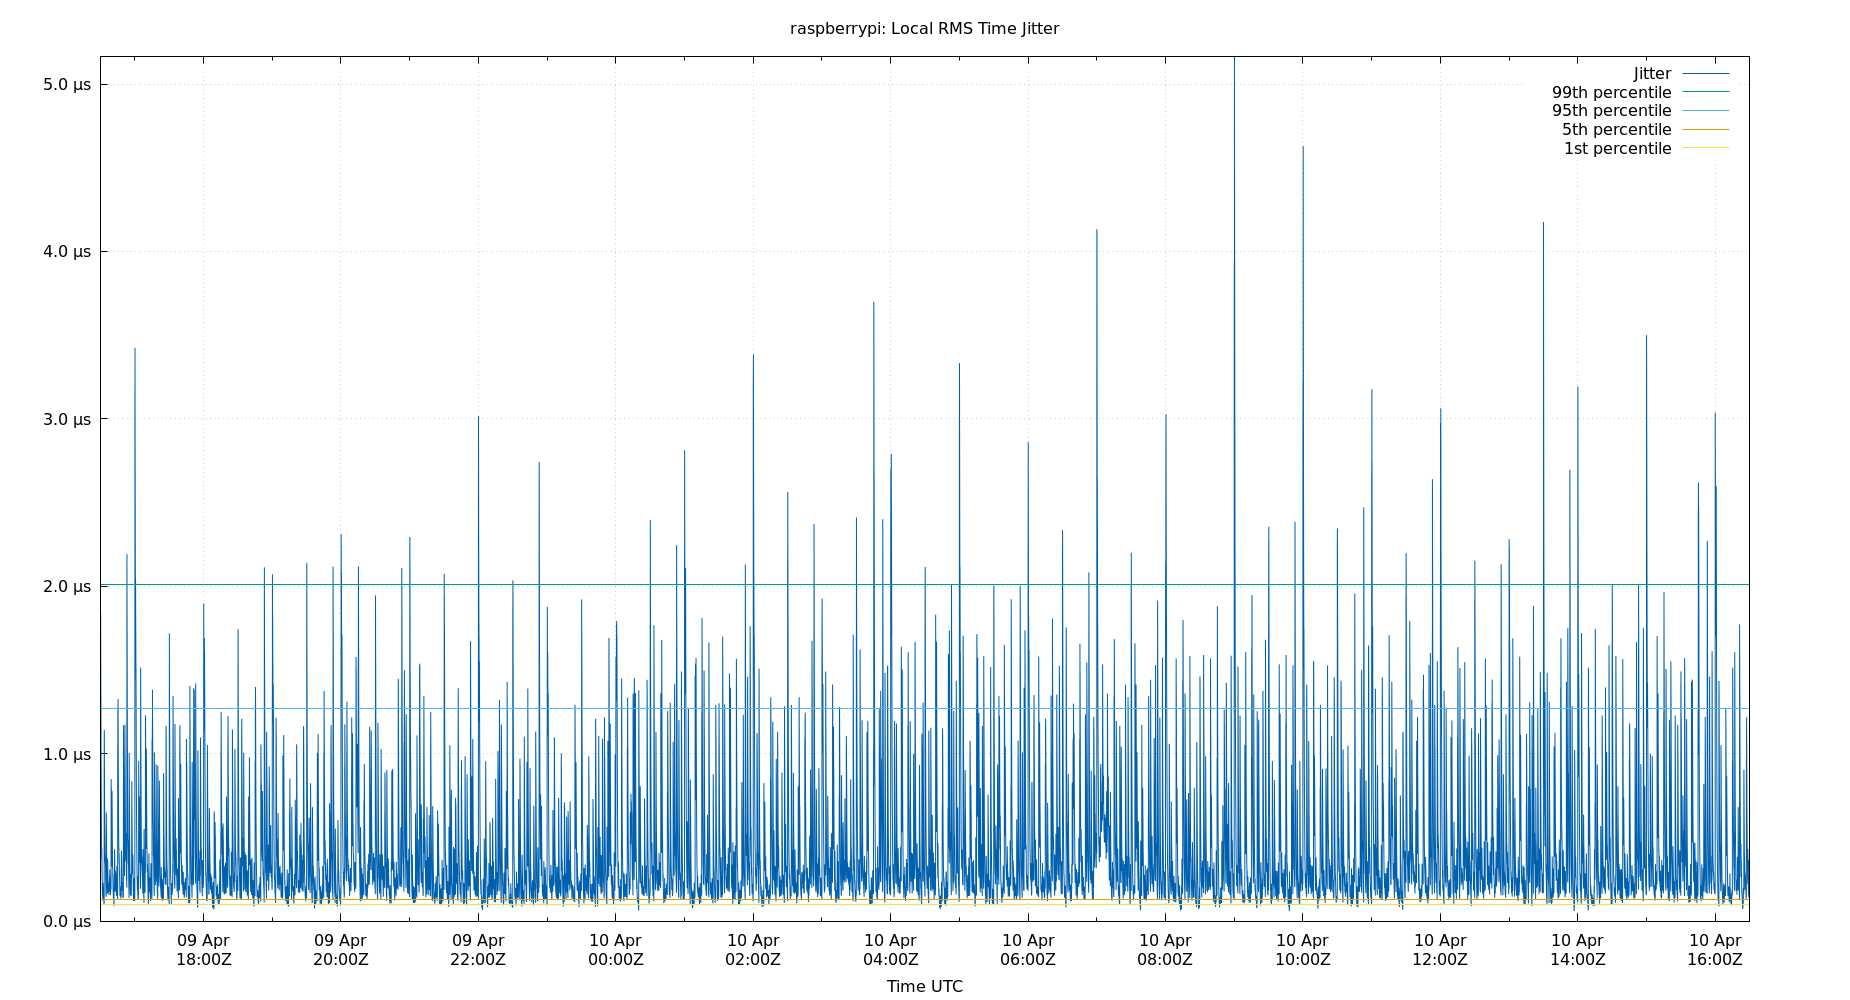 raspberrypi: Local RMS Time Jitter
5.0 µs
4.0 µs
3.0 µs
2.0 µs
1.0 µs
0.0 µs
Jitter
99th percentile
95th percentile
5th percentile
1st percentile
09 Apr 09 Apr 09 Apr 10 Apr 10 Apr 10 Apr 10 Apr 10 Apr 10 Apr 10 Apr 10 Apr 10 Apr
18:00Z 20:00Z 22:00Z 00:00Z 02:00Z 04:00Z 06:00Z 08:00Z 10:00Z 12:00Z 14:00Z 16:00Z
Time UTC